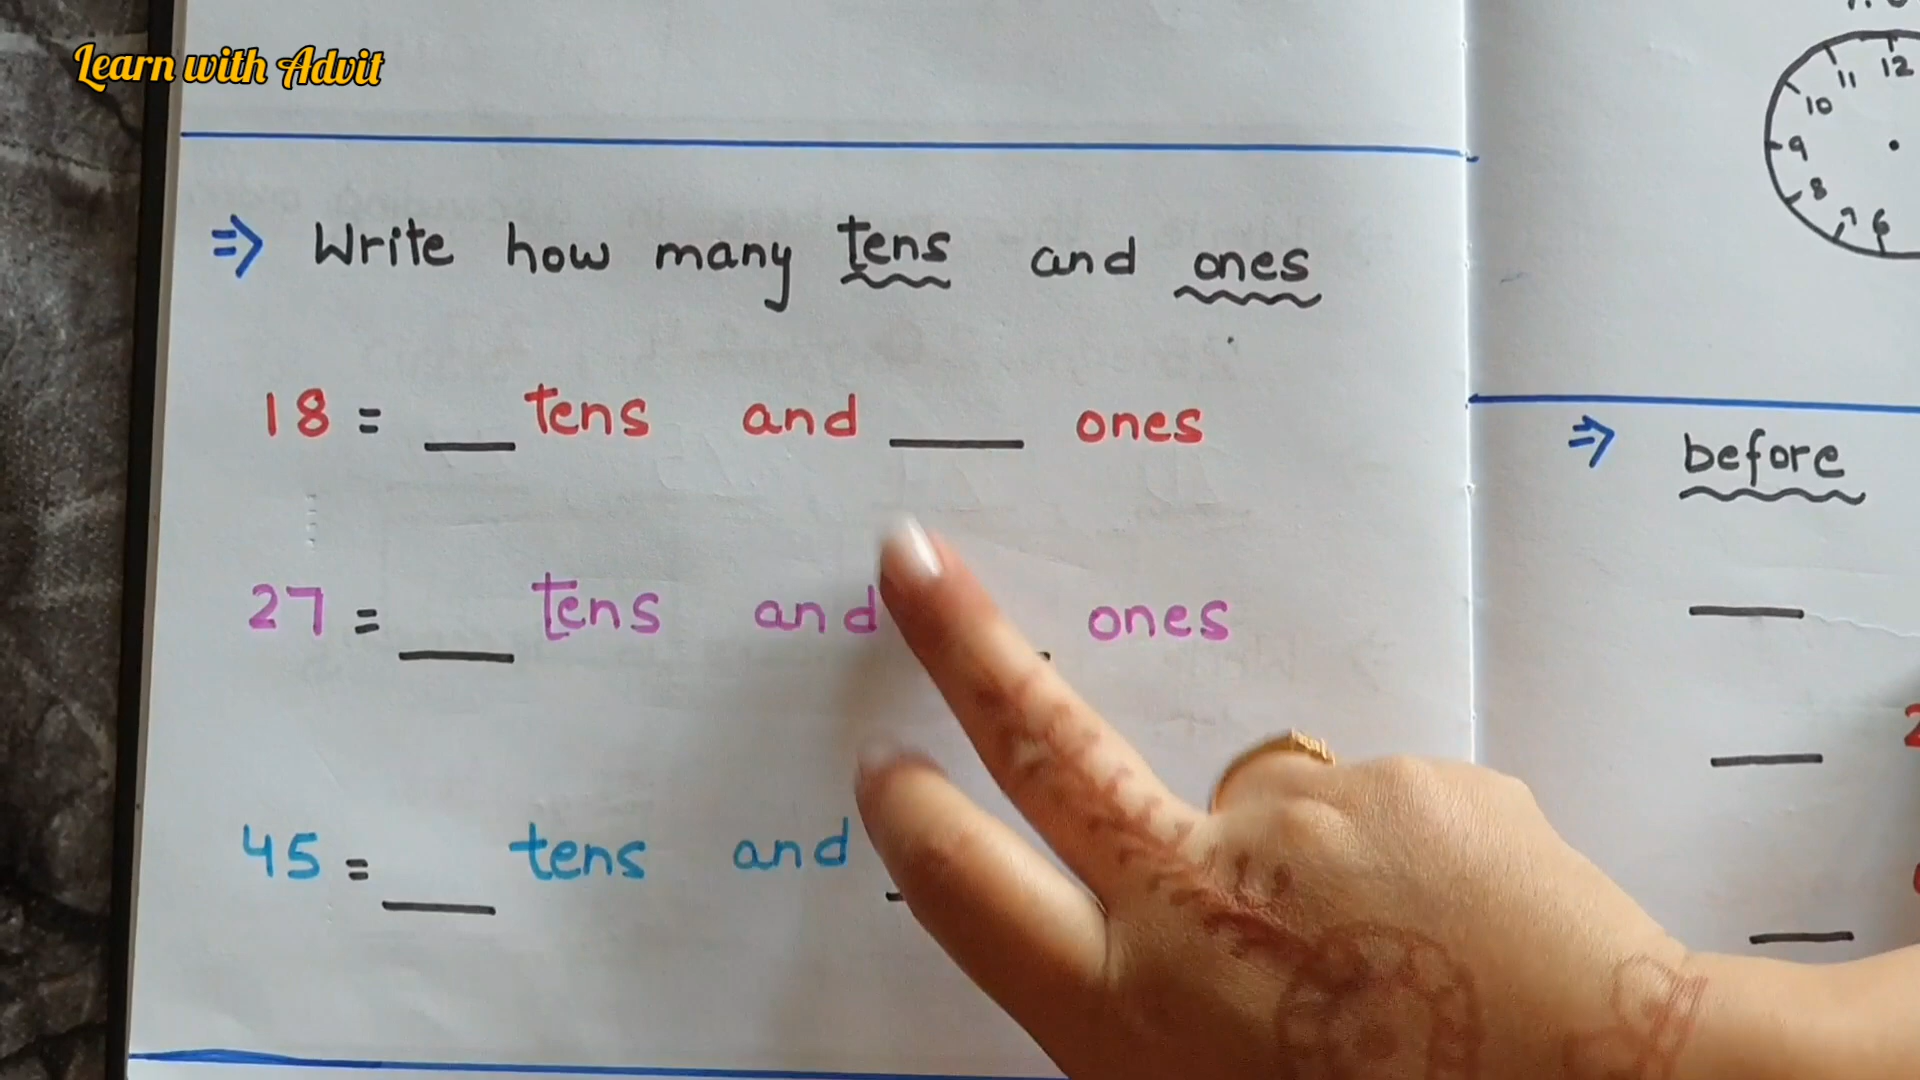 Learn with Advit
⇒ Write how many tens and ones
18 = __ tens and ___ ones
27 = ___ tens and ones
45 = ___ tens and
12
11
10
9
8
7
6
⇒ before